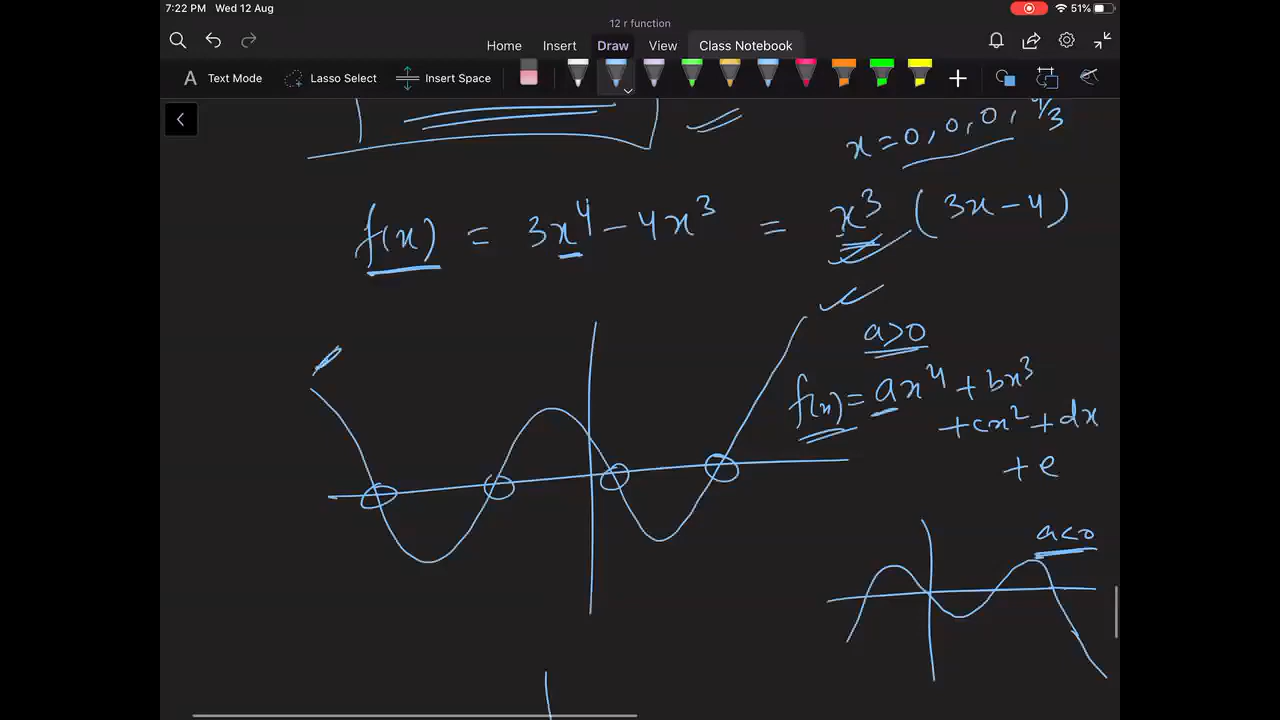 7:22 PM Wed 12 Aug
51%
12 r function
Home Insert Draw View Class Notebook
A Text Mode Lasso Select Insert Space
x = 0, 0, 0, 4/3
f(x) = 3x⁴ - 4x³ = x³ (3x - 4)
a>0
f(x) = ax⁴ + bx³
+ cx² + dx
+ e
a<0